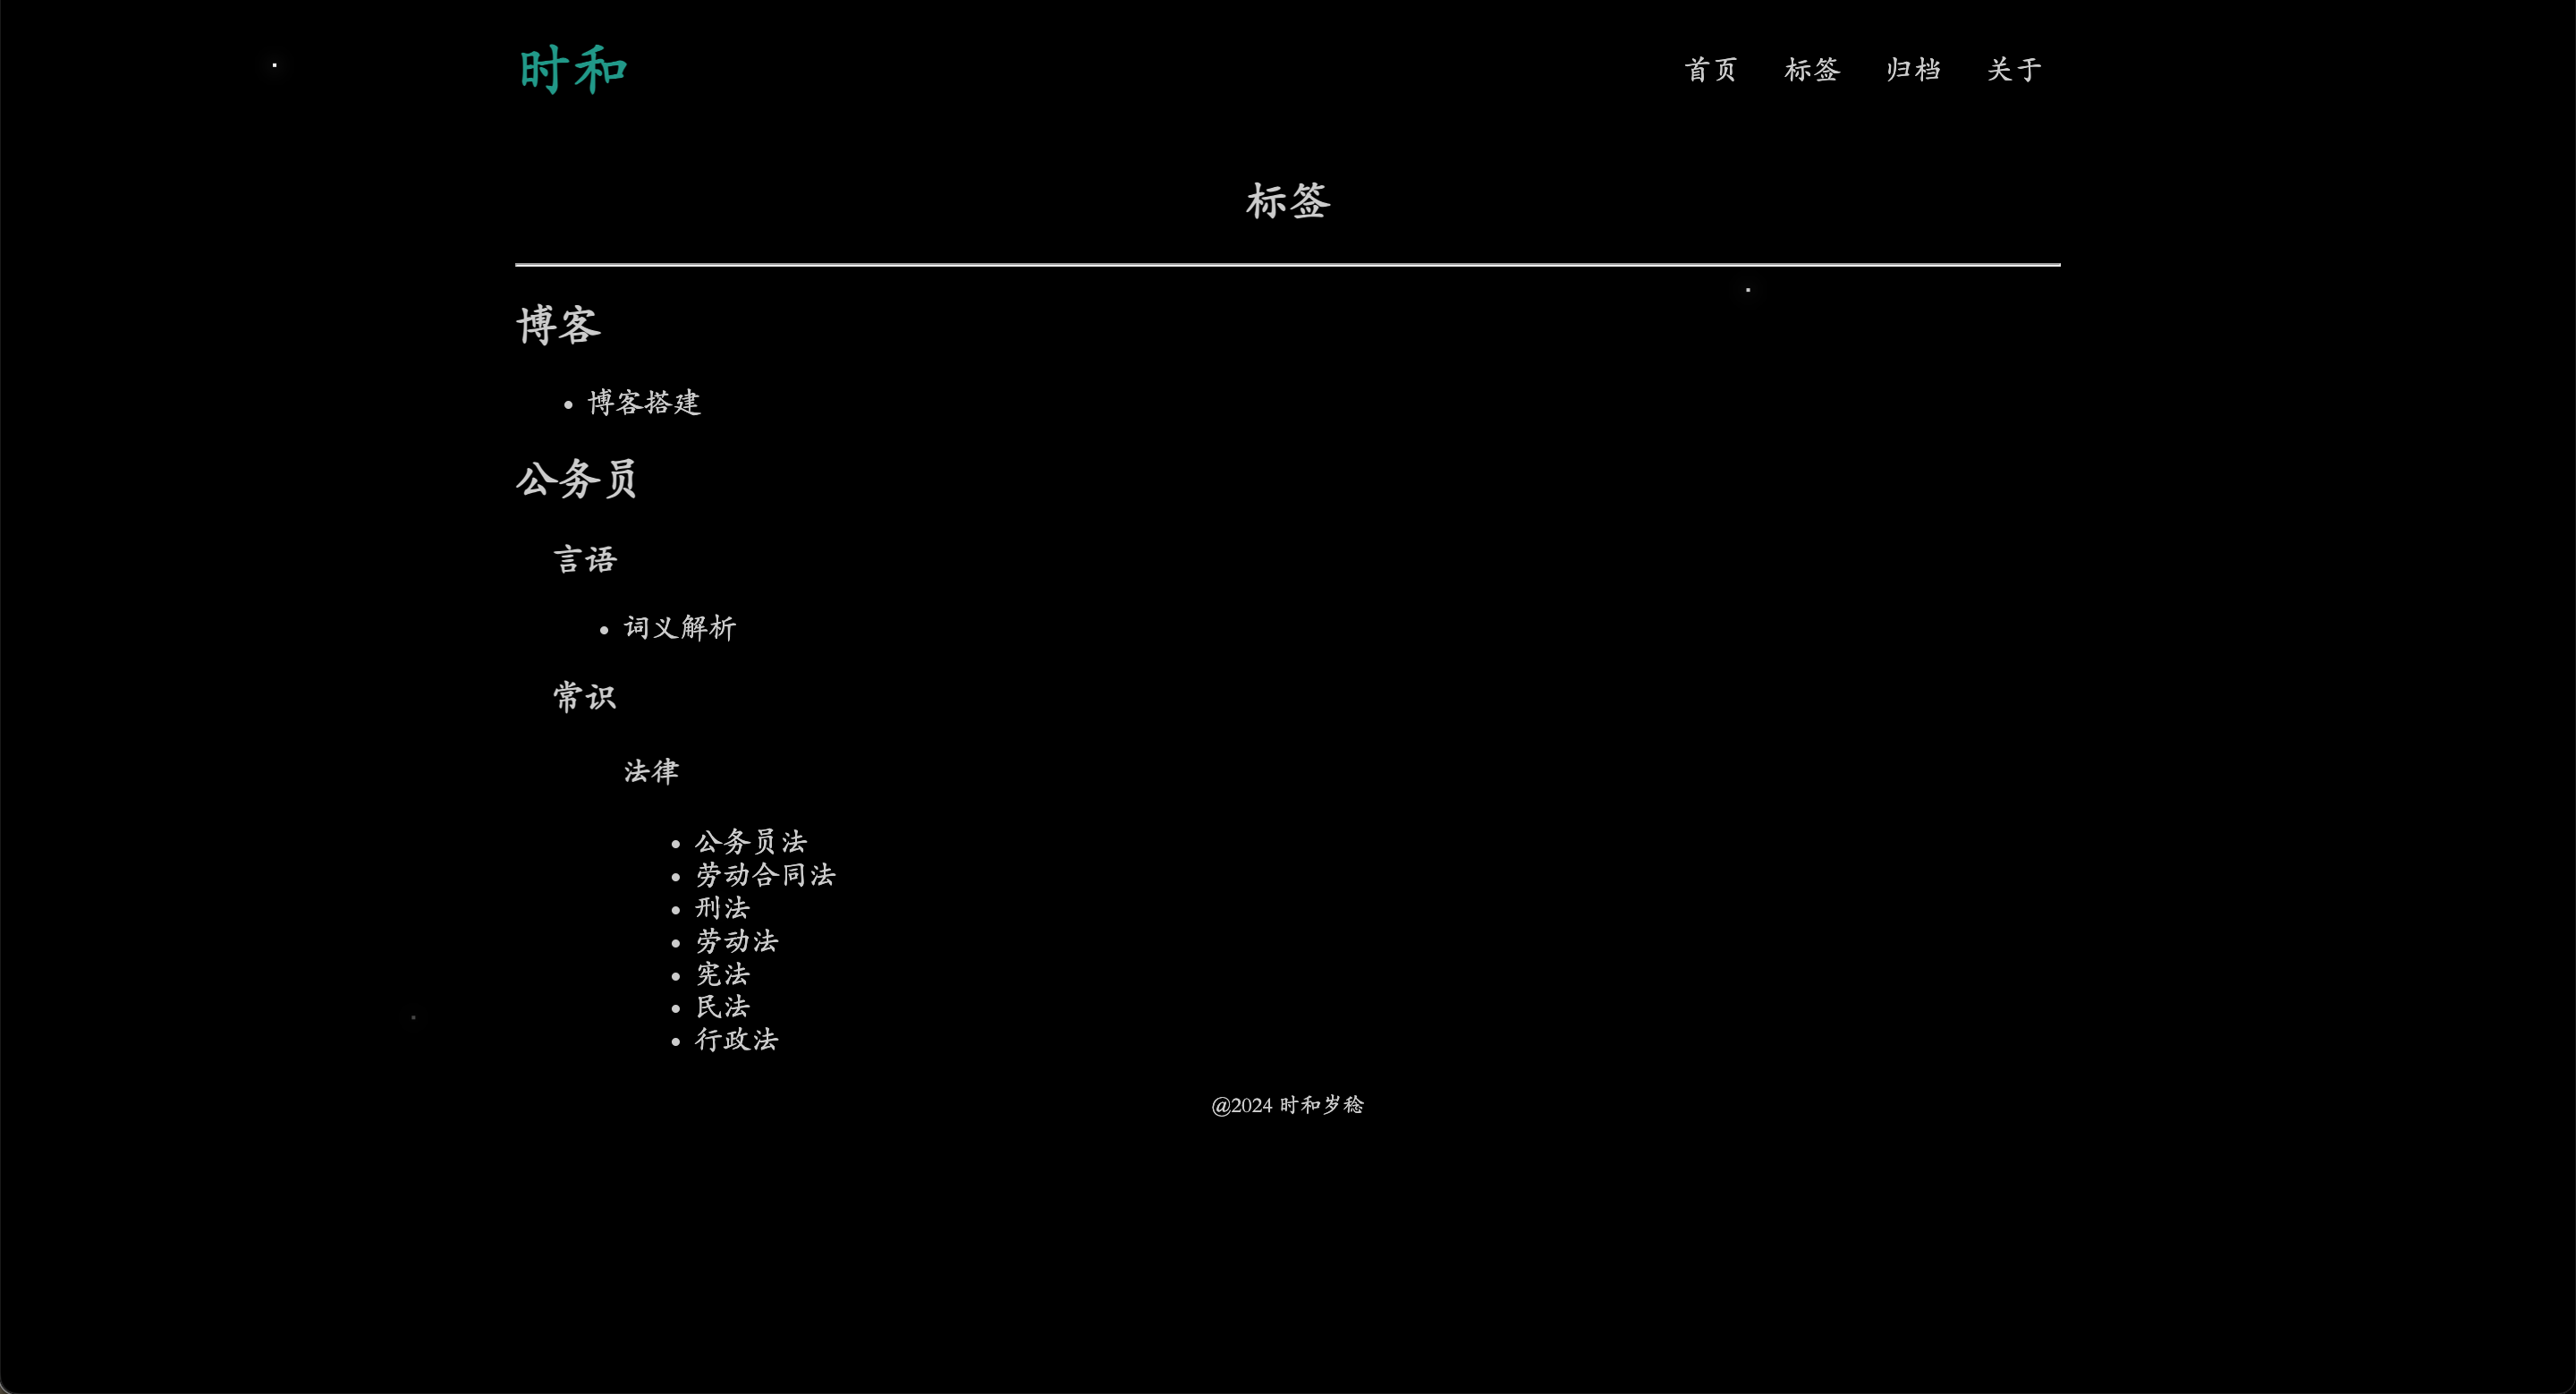 时和
首页 标签 归档 关于
标签
博客
博客搭建
公务员
言语
词义解析
常识
法律
公务员法
劳动合同法
刑法
劳动法
宪法
民法
行政法
@2024 时和岁稔